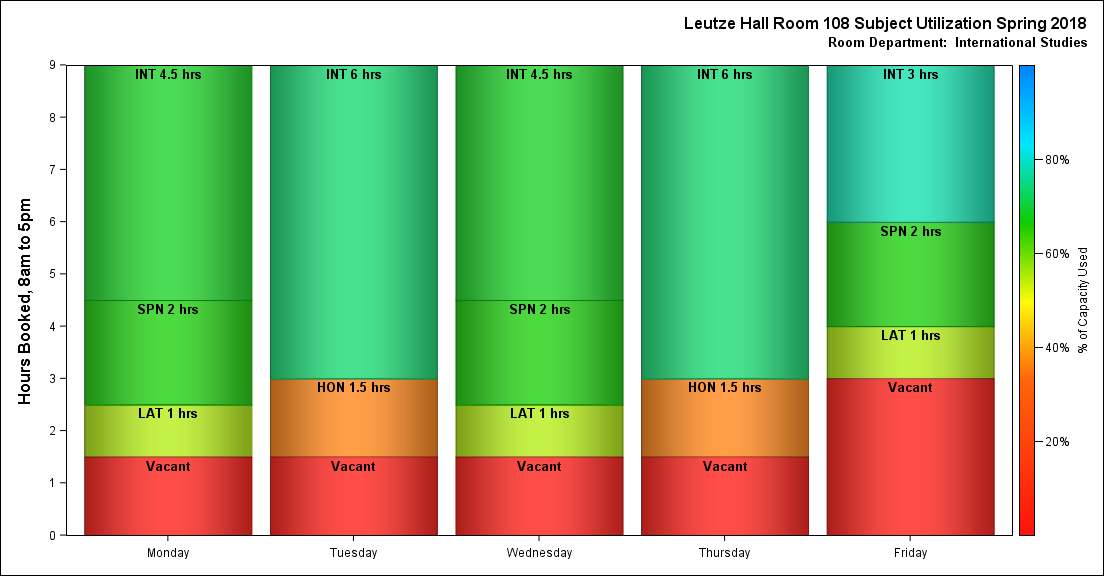 Leutze Hall Room 108 Subject Utilization Spring 2018
Room Department:  International Studies
Hours Booked, 8am to 5pm
9
8
7
6
5
4
3
2
1
0
INT 4.5 hrs
SPN 2 hrs
LAT 1 hrs
Vacant
INT 6 hrs
HON 1.5 hrs
Vacant
INT 4.5 hrs
SPN 2 hrs
LAT 1 hrs
Vacant
INT 6 hrs
HON 1.5 hrs
Vacant
INT 3 hrs
SPN 2 hrs
LAT 1 hrs
Vacant
Monday
Tuesday
Wednesday
Thursday
Friday
80%
60%
40%
20%
% of Capacity Used